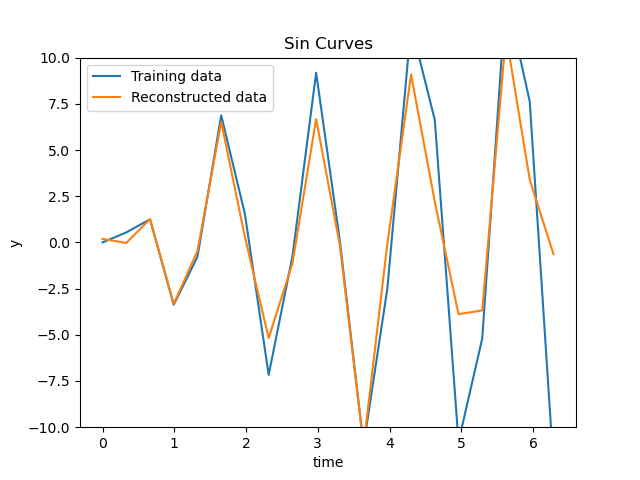 Sin Curves
Training data
Reconstructed data
10.0
7.5
5.0
2.5
0.0
−2.5
−5.0
−7.5
−10.0
y
0 1 2 3 4 5 6
time